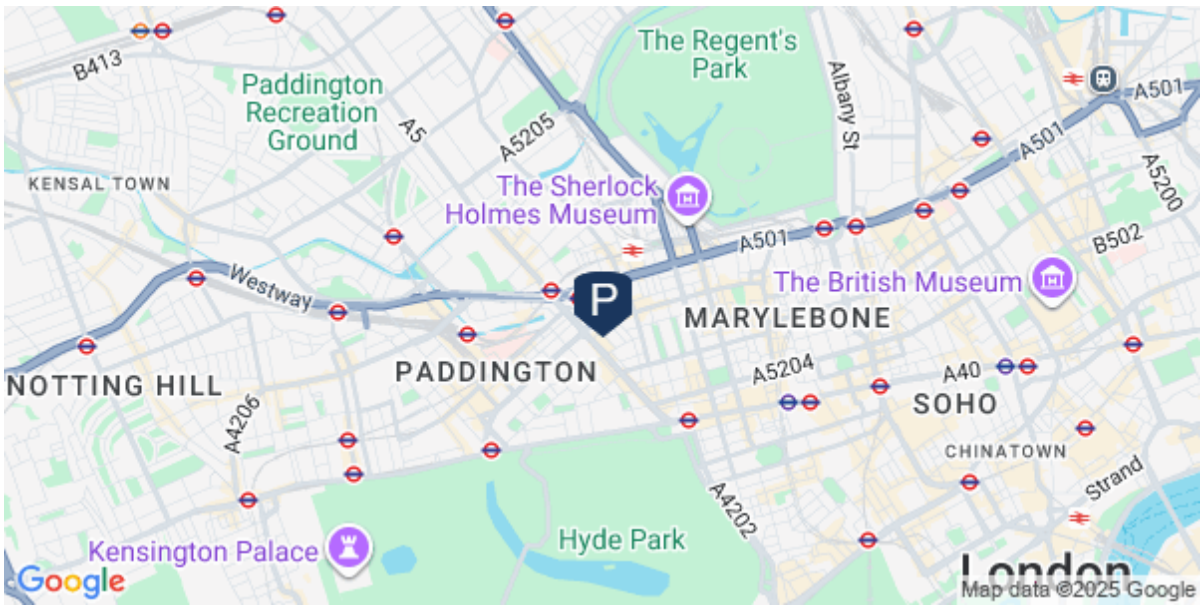 The Regent's
Park
B413
Paddington
Recreation
Ground
A5
A5205
Albany St
A501
A501
A5200
KENSAL TOWN
The Sherlock
Holmes Museum
A501
B502
Westway
The British Museum
P
MARYLEBONE
PADDINGTON
A5204
A40
NOTTING HILL
A4206
SOHO
CHINATOWN
Strand
A4202
Hyde Park
Kensington Palace
London
Google
Map data ©2025 Google